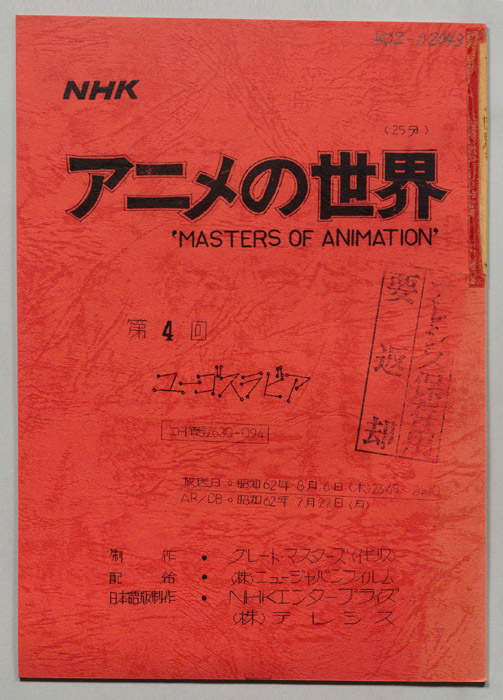 NHK
(25分)
アニメの世界
"MASTERS OF ANIMATION"
第4回
ユーゴスラビア
要返却
放送日。昭和62年 8月 6日(木)
AR/DB。昭和62年 7月27日(月)
制作・グレート・マスターズ(イギリス)
配給・(株)ニュージャパンフィルム
日本語版制作・NHKエンタープライズ
(株)テレシス